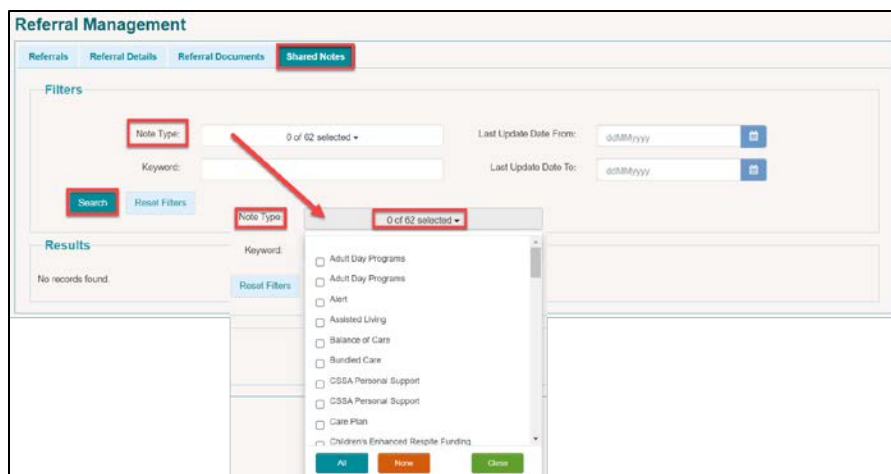 Referral Management
Referrals Referral Details Referral Documents Shared Notes
Filters
Note Type: 0 of 62 selected Last Update Date From: ddMMyyyy
Keyword: Last Update Date To: ddMMyyyy
Search Reset Filters
Note Type: 0 of 62 selected
Results
Keyword:
No records found.
Reset Filters
Adult Day Programs
Adult Day Programs
Alert
Assisted Living
Balance of Care
Bundled Care
CSSA Personal Support
CSSA Personal Support
Care Plan
Children's Enhanced Respite Funding
All None Close